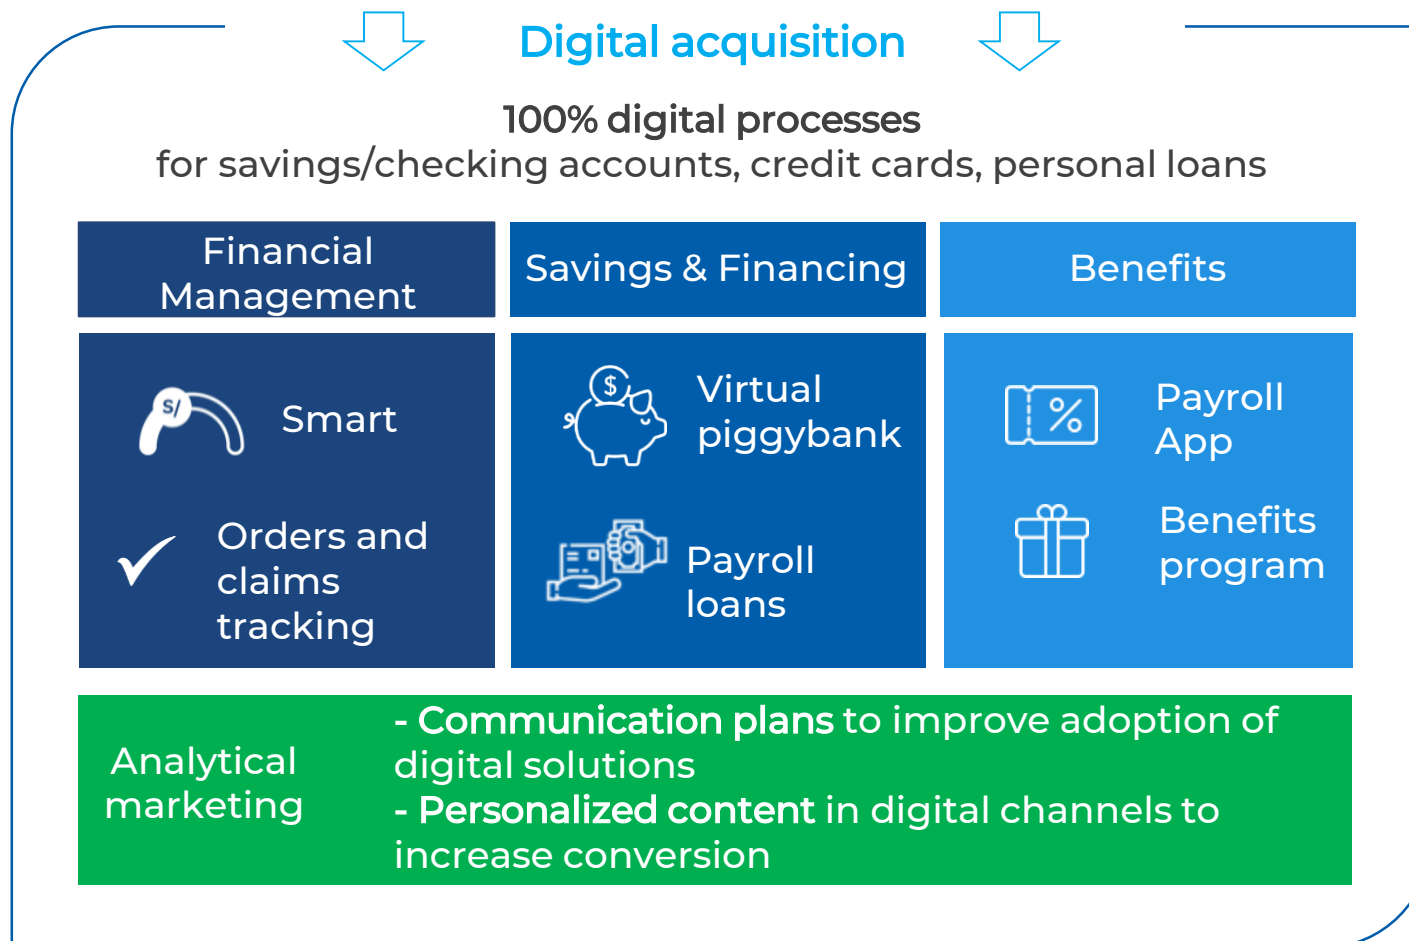 Digital acquisition
100% digital processes
for savings/checking accounts, credit cards, personal loans
Financial
Management
Savings & Financing
Benefits
S/
Smart
Orders and
claims
tracking
$
Virtual
piggybank
Payroll
loans
%
Payroll
App
Benefits
program
Analytical
marketing
- Communication plans to improve adoption of
digital solutions
- Personalized content in digital channels to
increase conversion